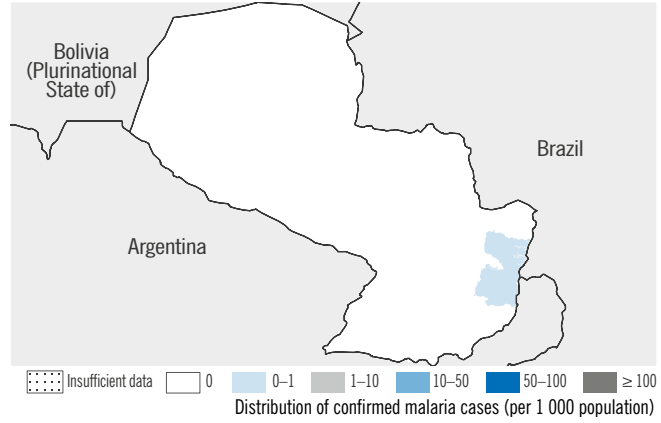 Bolivia
(Plurinational
State of)
Brazil
Argentina
Insufficient data 0 0–1 1–10 10–50 50–100 ≥ 100
Distribution of confirmed malaria cases (per 1 000 population)